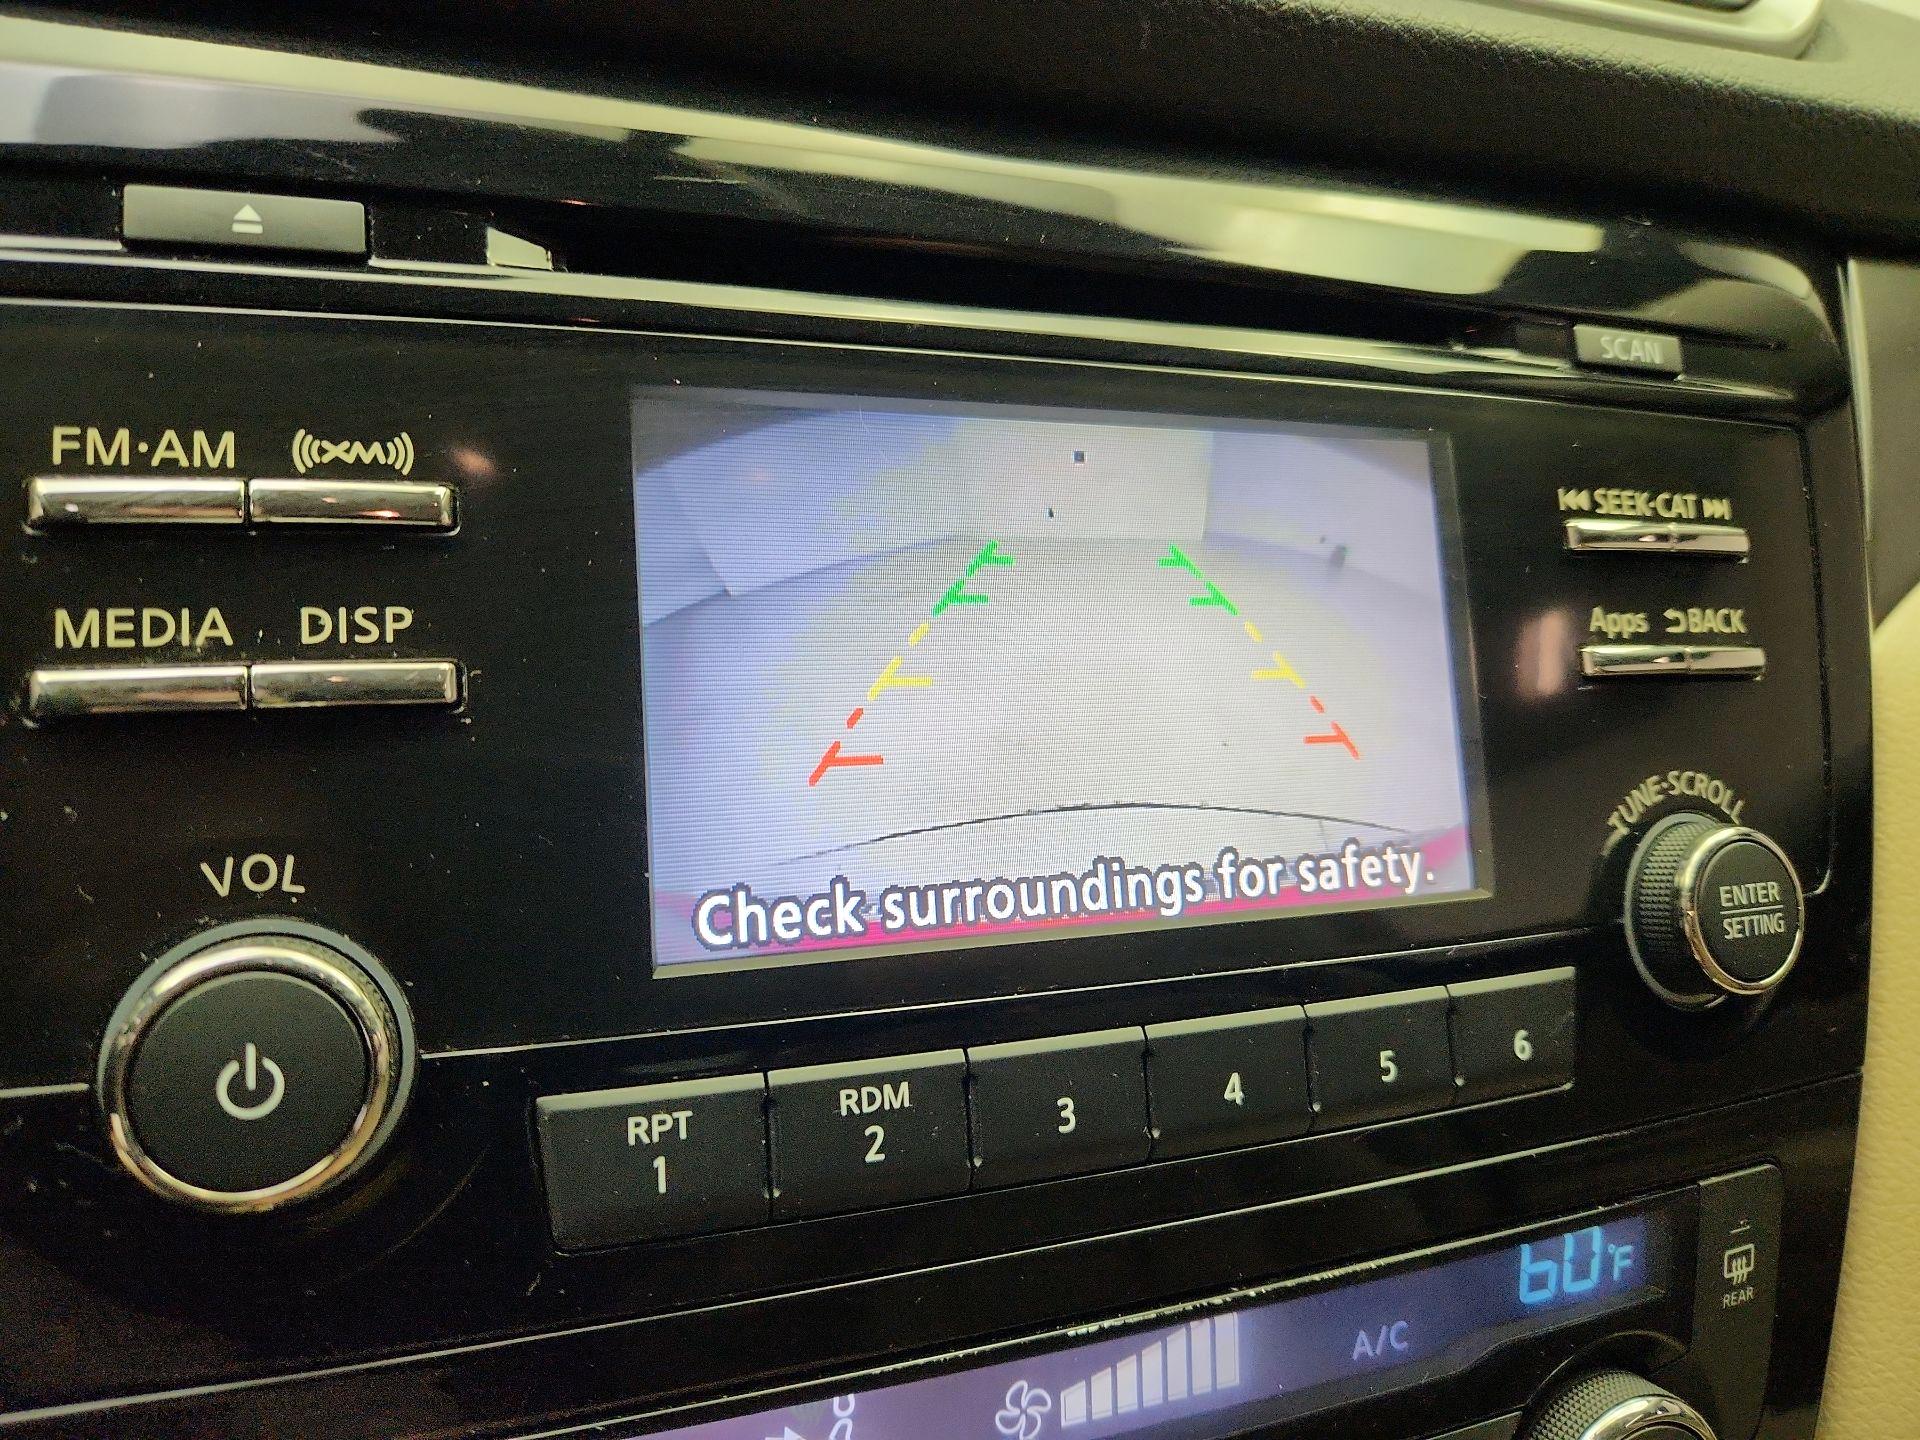 SCAN
FM·AM
XM
SEEK·CAT
MEDIA
DISP
Apps BACK
TUNE·SCROLL
VOL
Check surroundings for safety.
ENTER
SETTING
RPT
1
RDM
2
3
4
5
6
60°F
A/C
REAR